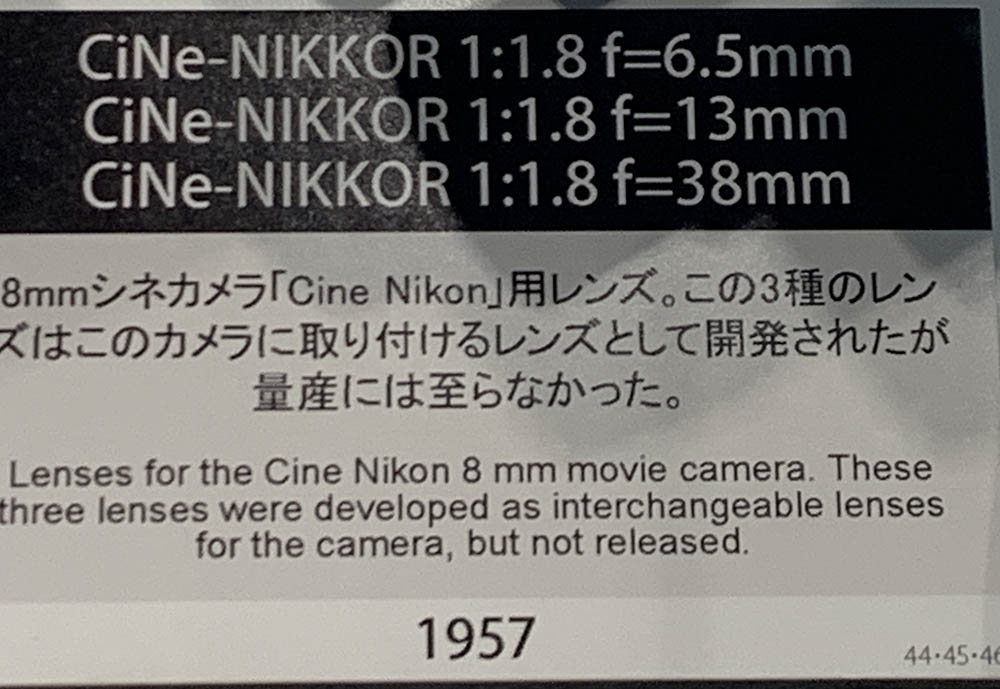 CiNe-NIKKOR 1:1.8 f=6.5mm
CiNe-NIKKOR 1:1.8 f=13mm
CiNe-NIKKOR 1:1.8 f=38mm
8mmシネカメラ「Cine Nikon」用レンズ。この3種のレン
ズはこのカメラに取り付けるレンズとして開発されたが
量産には至らなかった。
Lenses for the Cine Nikon 8 mm movie camera. These
three lenses were developed as interchangeable lenses
for the camera, but not released.
1957
44·45·46